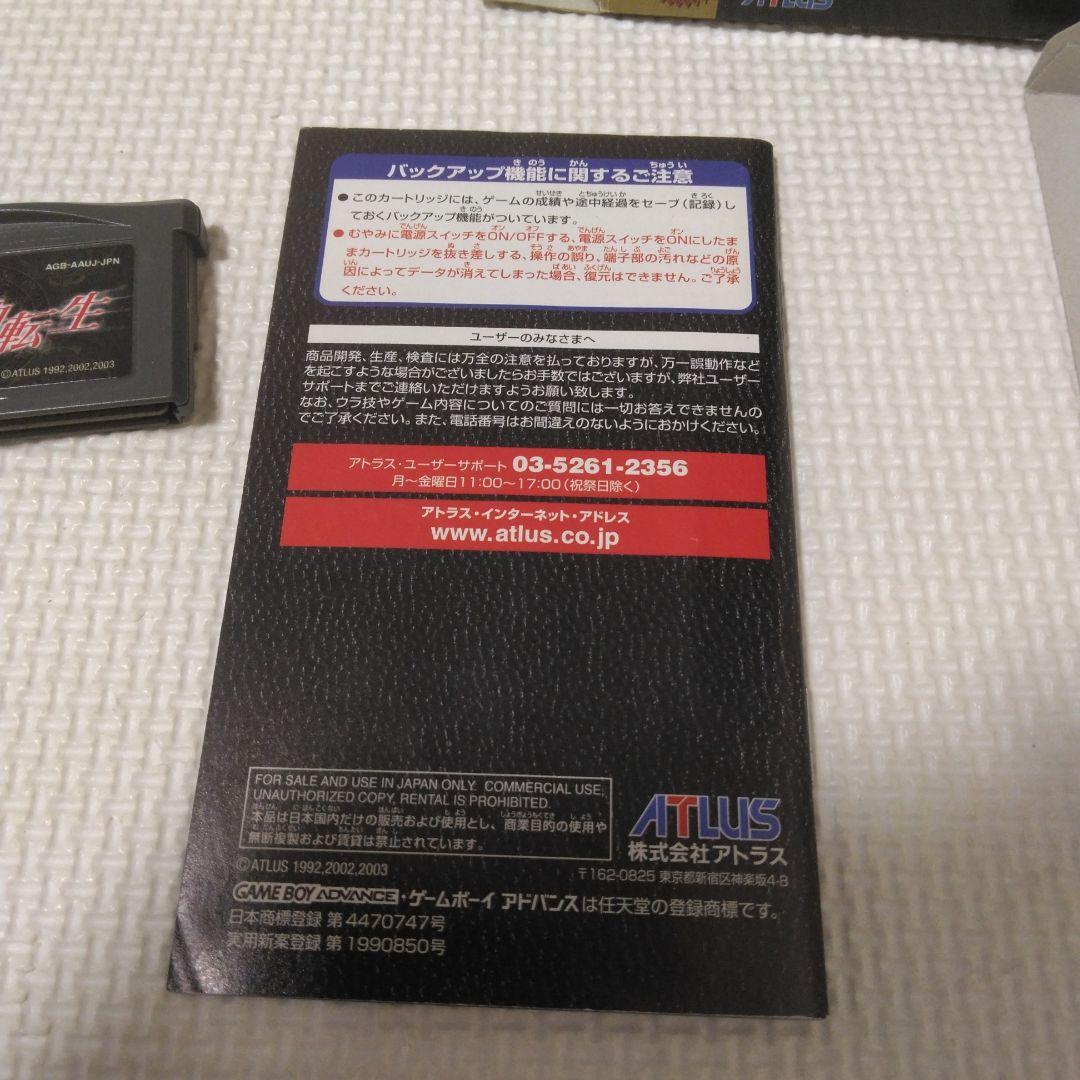 ATLUS
AGB-AAUJ-JPN
転生
©ATLUS 1992,2002,2003
バックアップ機能に関するご注意
●このカートリッジには、ゲームの成績や途中経過をセーブ（記録）し
ておくバックアップ機能がついています。
●むやみに電源スイッチをON/OFFする、電源スイッチをONにしたま
まカートリッジを抜き差しする、操作の誤り、端子部の汚れなどの原
因によってデータが消えてしまった場合、復元はできません。ご了承
ください。
ユーザーのみなさまへ
商品開発、生産、検査には万全の注意を払っておりますが、万一誤動作など
を起こすような場合がございましたらお手数ではございますが、弊社ユーザー
サポートまでご連絡いただけますようお願い致します。
なお、ウラ技やゲーム内容についてのご質問には一切お答えできませんの
でご了承ください。また、電話番号はお間違えのないようにおかけください。
アトラス・ユーザーサポート 03-5261-2356
月～金曜日11:00～17:00（祝祭日除く）
アトラス・インターネット・アドレス
www.atlus.co.jp
FOR SALE AND USE IN JAPAN ONLY. COMMERCIAL USE,
UNAUTHORIZED COPY, RENTAL IS PROHIBITED.
本品は日本国内だけの販売および使用とし、商業目的の使用や
無断複製および賃貸は禁止されています。
ATLUS
株式会社アトラス
〒162-0825 東京都新宿区神楽坂4-8
©ATLUS 1992,2002,2003
GAME BOY ADVANCE・ゲームボーイ アドバンスは任天堂の登録商標です。
日本商標登録 第4470747号
実用新案登録 第1990850号